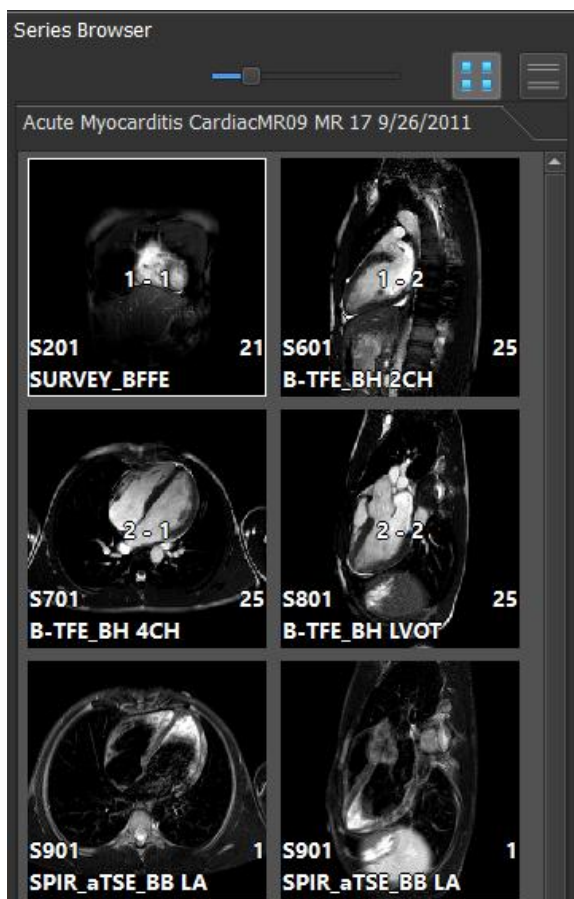 Series Browser
Acute Myocarditis CardiacMR09 MR 17 9/26/2011
1 - 1
S201 21
SURVEY_BFFE
1 - 2
S601 25
B-TFE_BH 2CH
2 - 1
S701 25
B-TFE_BH 4CH
2 - 2
S801 25
B-TFE_BH LVOT
S901 1
SPIR_aTSE_BB LA
S901 1
SPIR_aTSE_BB LA